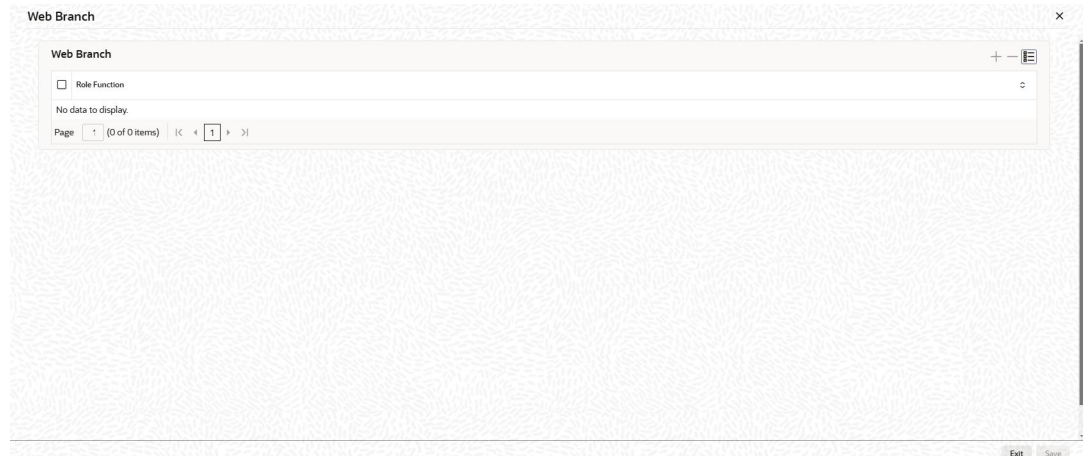 Web Branch
Web Branch
Role Function
No data to display.
Page 1 (0 of 0 items) 1
Exit Save